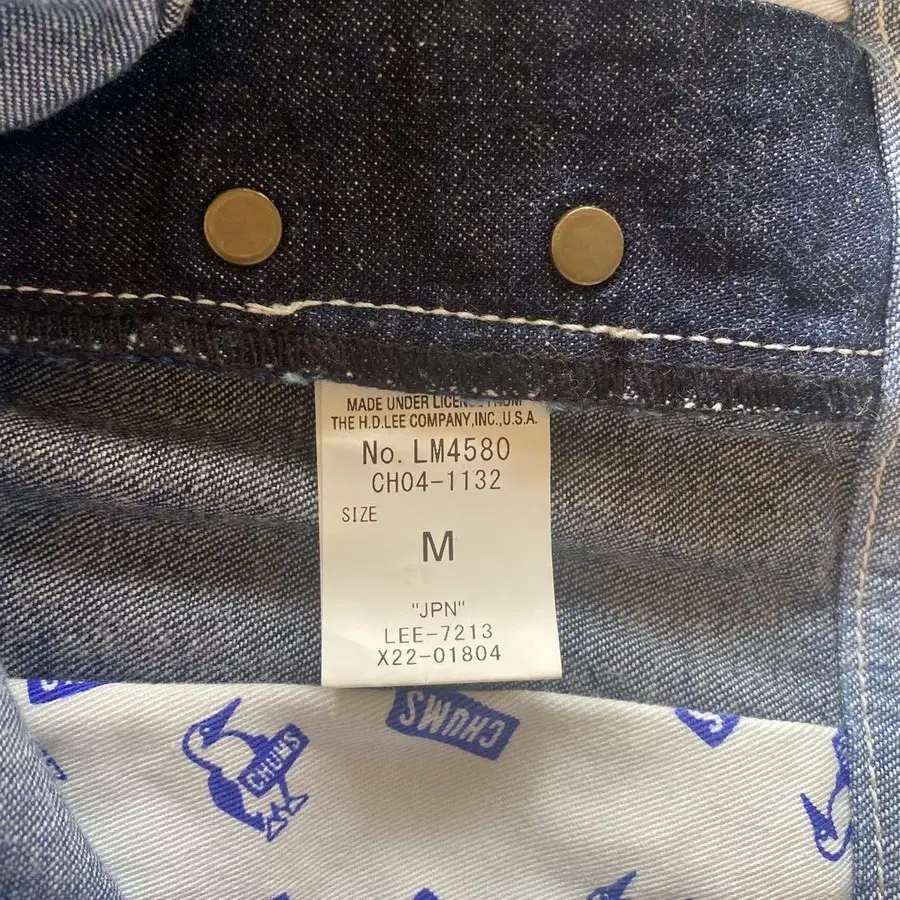 MADE UNDER LICENSE FROM
THE H.D.LEE COMPANY,INC.,U.S.A.
No. LM4580
CH04-1132
SIZE
M
"JPN"
LEE-7213
X22-01804
CHUMS
CHUMS